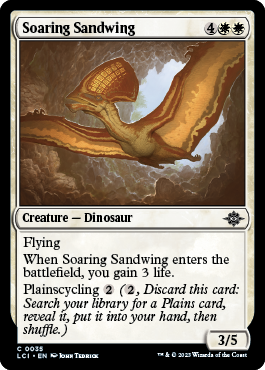 Soaring Sandwing 4
Creature — Dinosaur
Flying
When Soaring Sandwing enters the
battlefield, you gain 3 life.
Plainscycling 2 (2, Discard this card:
Search your library for a Plains card,
reveal it, put it into your hand, then
shuffle.)
3/5
C 0035
LCI • EN John Tedrick
™ & © 2023 Wizards of the Coast